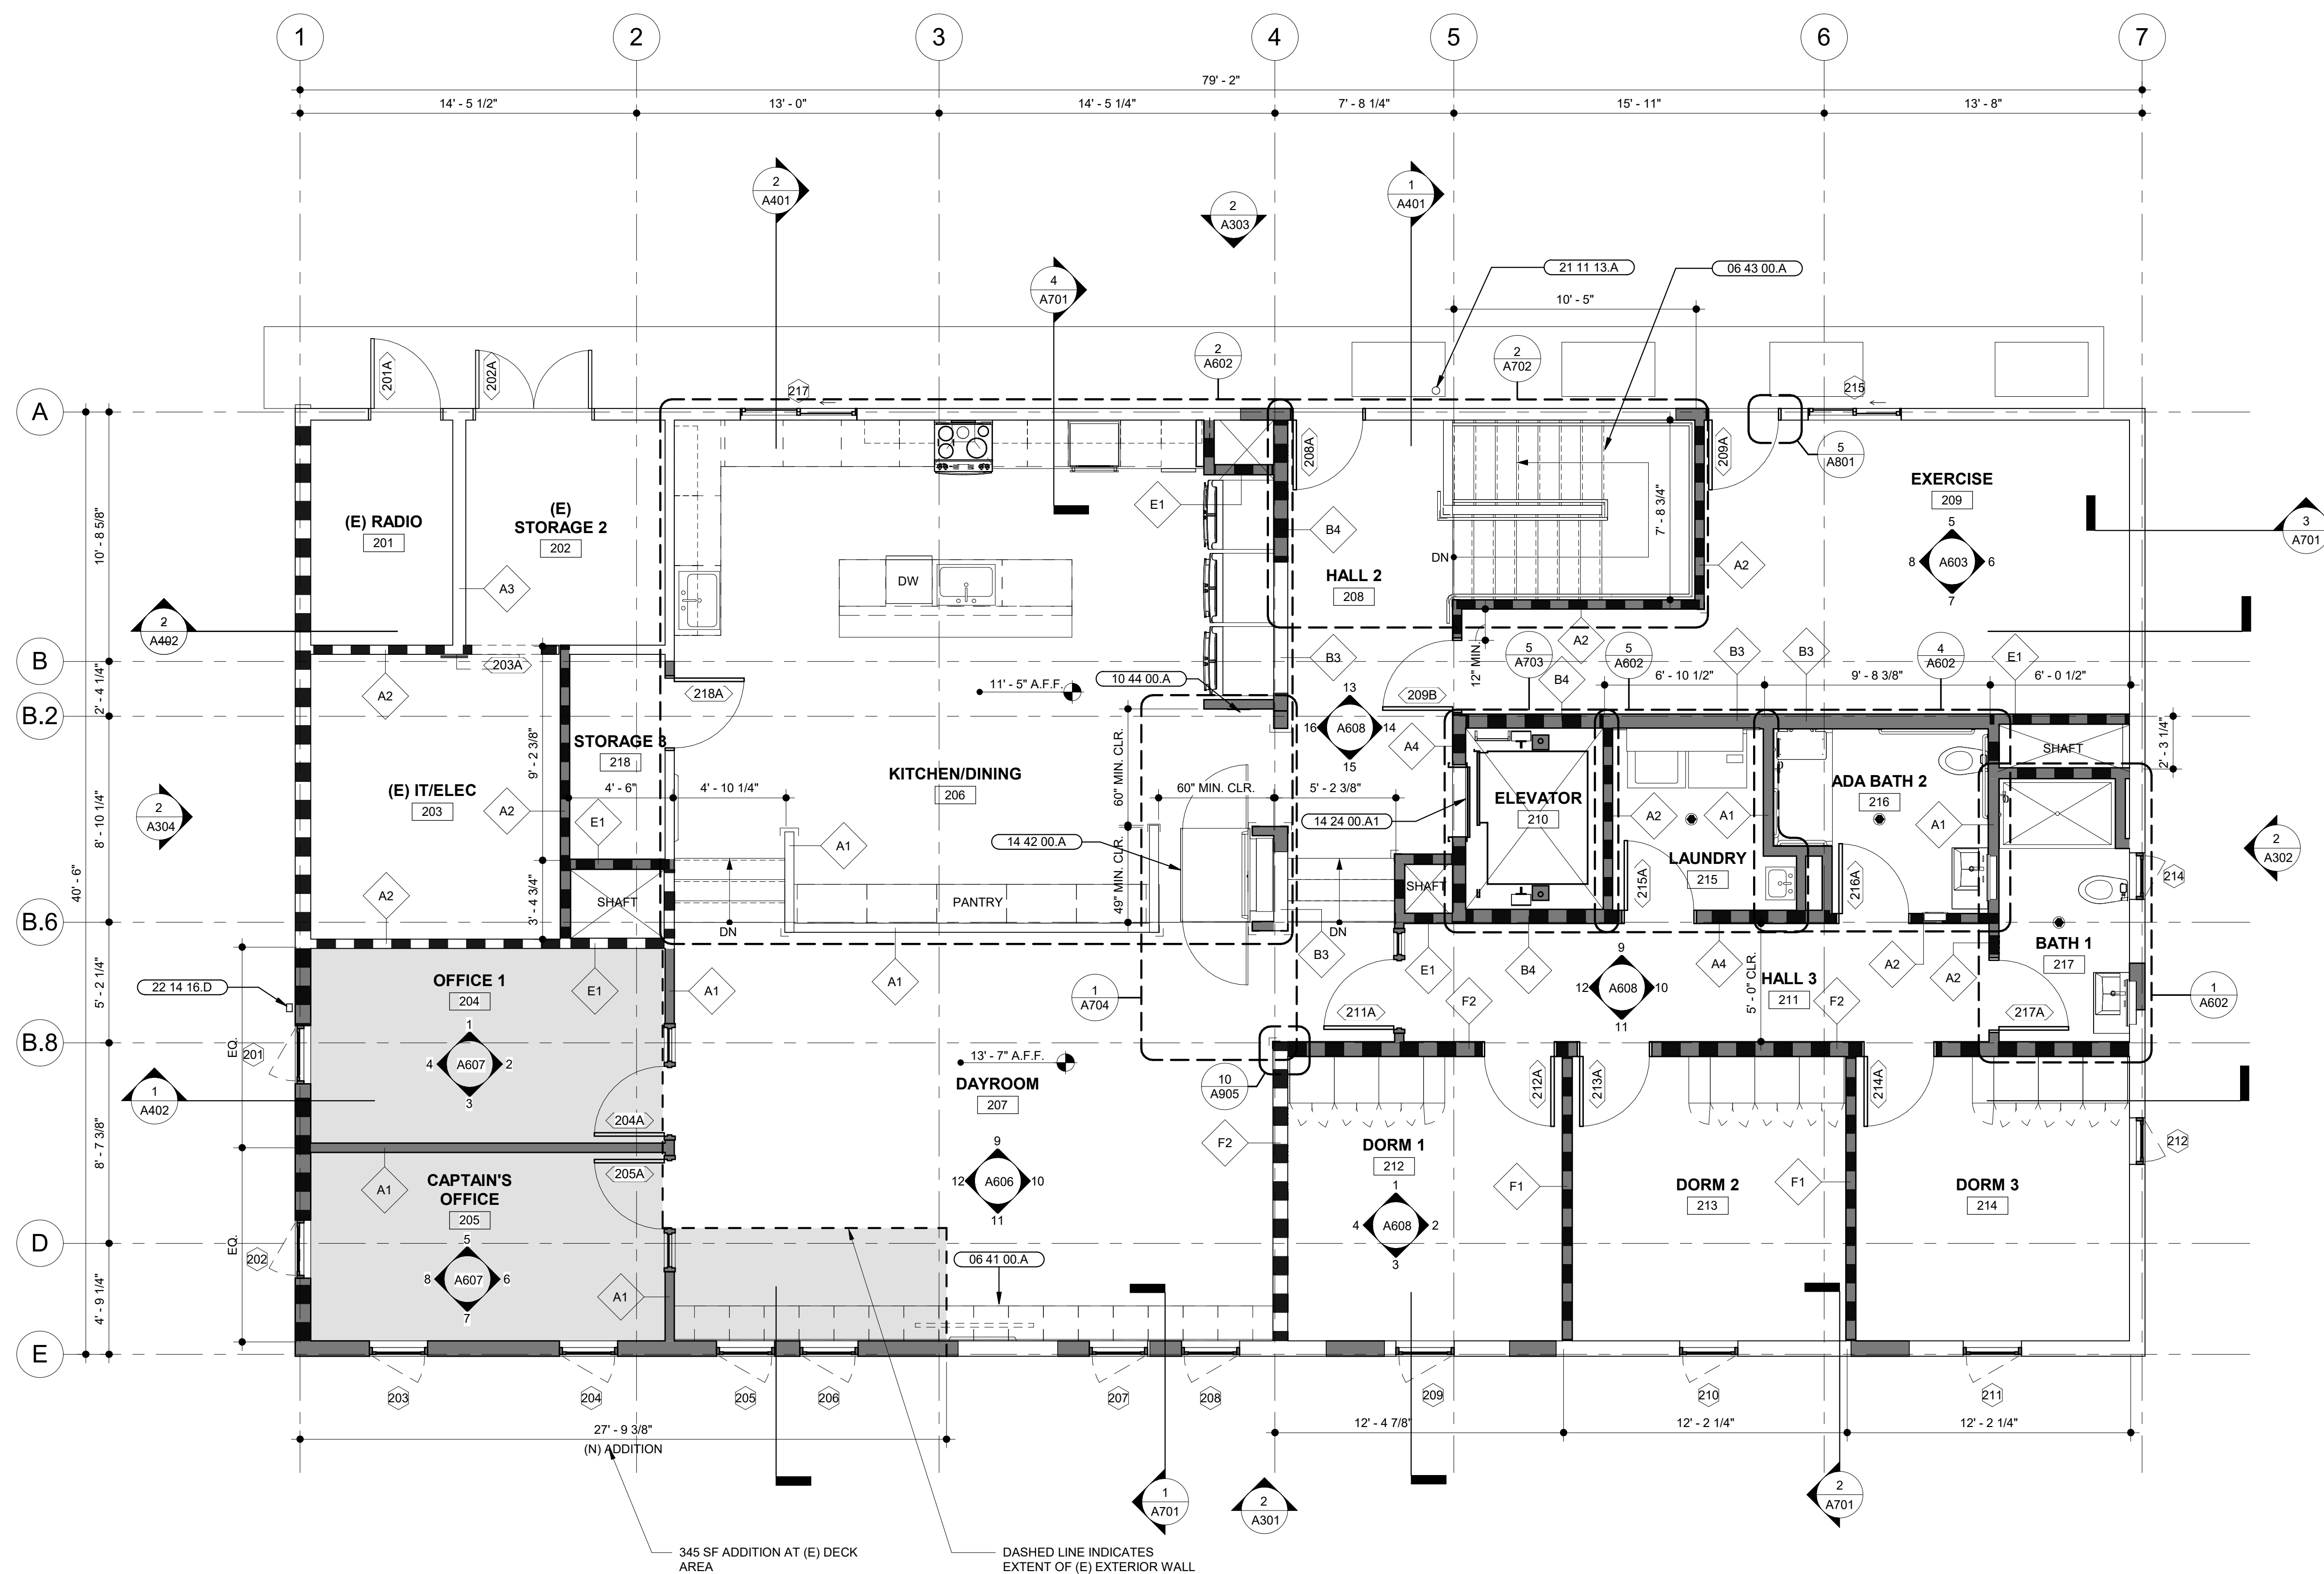 1
2
3
4
5
6
7
79' - 2"
14' - 5 1/2"
13' - 0"
14' - 5 1/4"
7' - 8 1/4"
15' - 11"
13' - 8"
2
A401
1
A401
2
A303
4
A701
21 11 13.A
06 43 00.A
10' - 5"
2
A602
2
A702
201A
202A
217
215
A
208A
209A
5
A801
EXERCISE
209
5
8
A603
6
7
3
A701
E1
(E) RADIO
201
(E)
STORAGE 2
202
10' - 8 5/8"
7' - 8 3/4"
B4
DN
A2
DW
HALL 2
208
A3
2
A402
A2
12" MIN.
5
A703
5
A602
B3
B3
4
A602
E1
B
203A
B3
B4
6' - 10 1/2"
9' - 8 3/8"
6' - 0 1/2"
A2
218A
11' - 5" A.F.F.
10 44 00.A
209B
2' - 4 1/4"
B.2
13
16
A608
14
15
A4
STORAGE 3
218
9' - 2 3/8"
60" MIN. CLR.
SHAFT
2' - 3 1/4"
KITCHEN/DINING
206
(E) IT/ELEC
203
4' - 6"
4' - 10 1/4"
60" MIN. CLR.
5' - 2 3/8"
ELEVATOR
210
ADA BATH 2
216
2
A304
8' - 10 1/4"
40' - 6"
A2
E1
14 24 00.A1
A2
A1
A1
14 42 00.A
A1
LAUNDRY
215
2
A302
49" MIN. CLR.
214
SHAFT
215A
216A
A2
3' - 4 3/4"
SHAFT
PANTRY
B.6
DN
DN
BATH 1
217
B3
E1
B4
A4
A2
A2
9
12
A608
10
11
5' - 0" CLR.
HALL 3
211
OFFICE 1
204
22 14 16.D
E1
A1
A1
1
A704
F2
F2
1
A602
5' - 2 1/4"
211A
217A
B.8
EQ.
201
1
4
A607
2
3
13' - 7" A.F.F.
10
A905
212A
213A
214A
DAYROOM
207
1
A402
204A
8' - 7 3/8"
F2
DORM 1
212
212
205A
A1
CAPTAIN'S
OFFICE
205
9
12
A606
10
11
F1
F1
DORM 2
213
DORM 3
214
1
4
A608
2
3
D
EQ.
202
5
8
A607
6
7
06 41 00.A
A1
4' - 9 1/4"
E
203
204
205
206
207
208
209
210
211
27' - 9 3/8"
(N) ADDITION
12' - 4 7/8"
12' - 2 1/4"
12' - 2 1/4"
1
A701
2
A301
2
A701
345 SF ADDITION AT (E) DECK
AREA
DASHED LINE INDICATES
EXTENT OF (E) EXTERIOR WALL